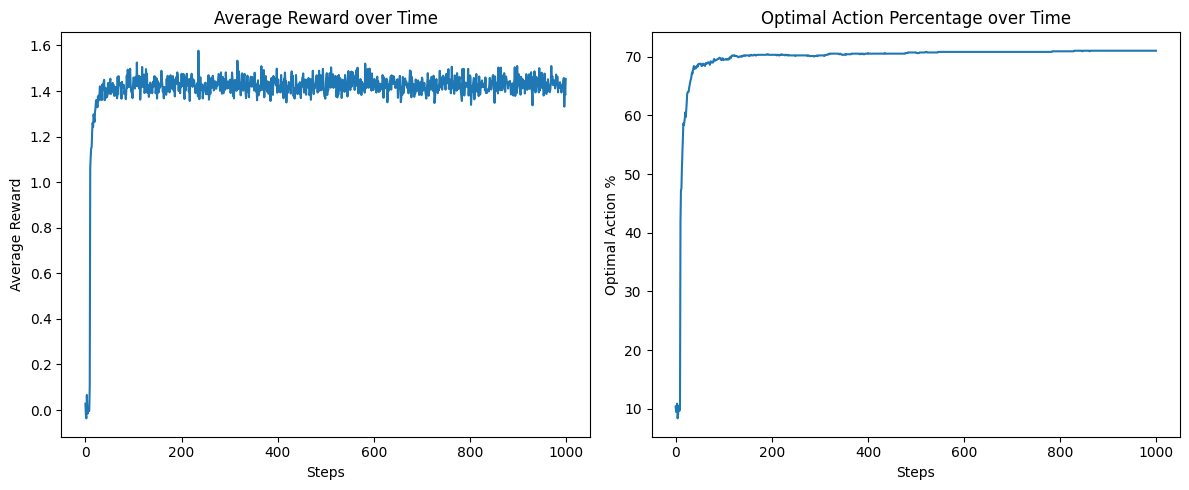 Average Reward over Time
1.6
1.4
1.2
1.0
0.8
0.6
0.4
0.2
0.0
Average Reward
0 200 400 600 800 1000
Steps
Optimal Action Percentage over Time
70
60
50
40
30
20
10
Optimal Action %
0 200 400 600 800 1000
Steps